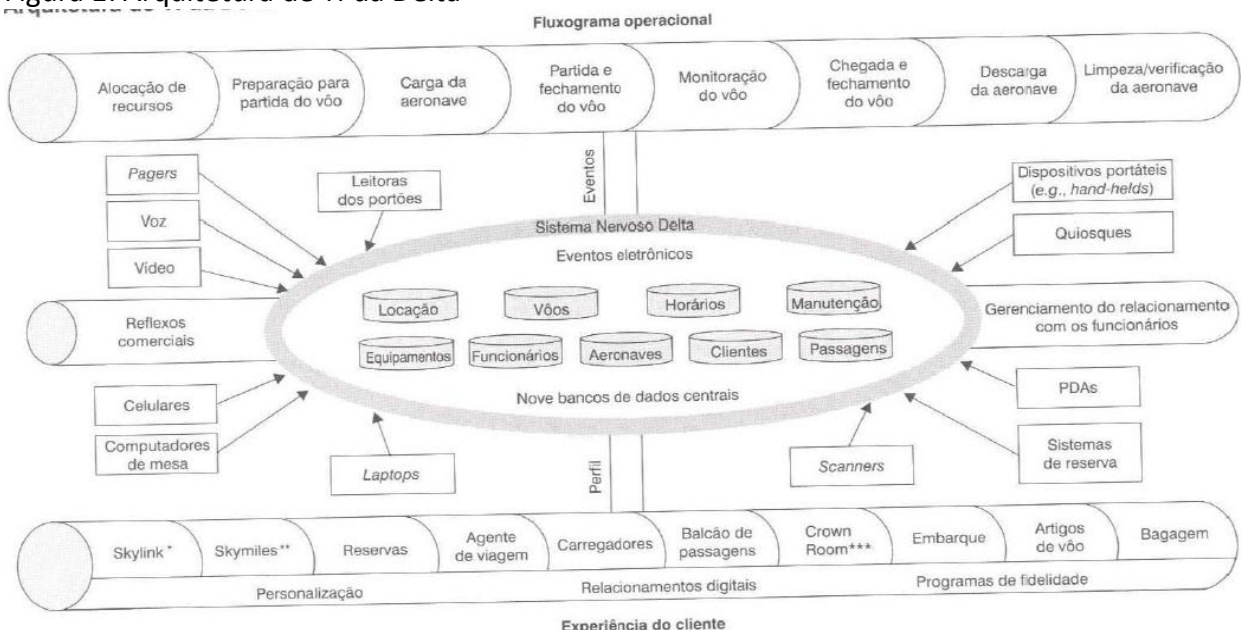 Arquitetura de TI da Delta
Fluxograma operacional
Alocação de
recursos
Preparação para
partida do vôo
Carga da
aeronave
Partida e
fechamento
do vôo
Monitoração
do vôo
Chegada e
fechamento
do vôo
Descarga
da aeronave
Limpeza/verificação
da aeronave
Eventos
Pagers
Voz
Vídeo
Leitoras
dos portões
Dispositivos portáteis
(e.g., hand-helds)
Quiosques
Sistema Nervoso Delta
Eventos eletrônicos
Locação
Vôos
Horários
Manutenção
Equipamentos
Funcionários
Aeronaves
Clientes
Passagens
Nove bancos de dados centrais
Reflexos
comerciais
Gerenciamento do relacionamento
com os funcionários
Celulares
Computadores
de mesa
Laptops
Scanners
PDAs
Sistemas
de reserva
Perfil
Skylink*
Skymiles**
Reservas
Agente
de viagem
Carregadores
Balcão de
passagens
Crown
Room***
Embarque
Artigos
de vôo
Bagagem
Personalização
Relacionamentos digitais
Programas de fidelidade
Experiência do cliente